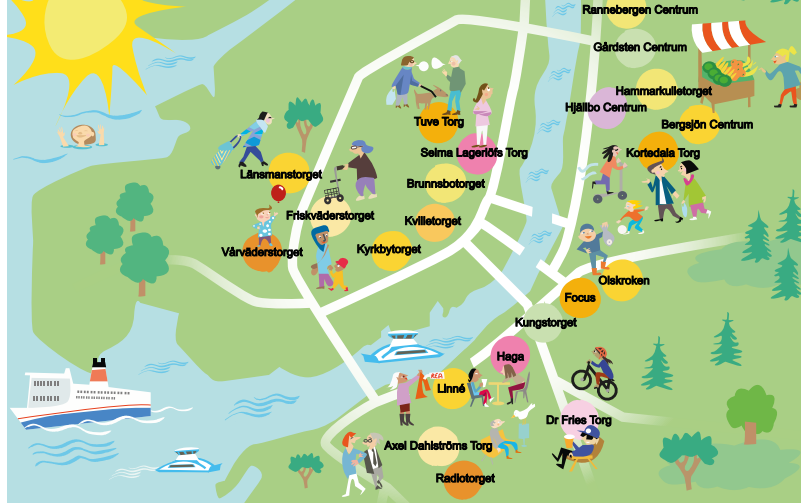 Rannebergen Centrum
Gårdsten Centrum
Hammarkulletorget
Hjällbo Centrum
Bergsjön Centrum
Tuve Torg
Selma Lagerlöfs Torg
Kortedala Torg
Länsmanstorget
Brunnsbotorget
Friskväderstorget
Kvilletorget
Vårväderstorget
Kyrkbytorget
Olskroken
Focus
Kungstorget
Haga
REA
Linné
Dr Fries Torg
Axel Dahlströms Torg
Radiotorget